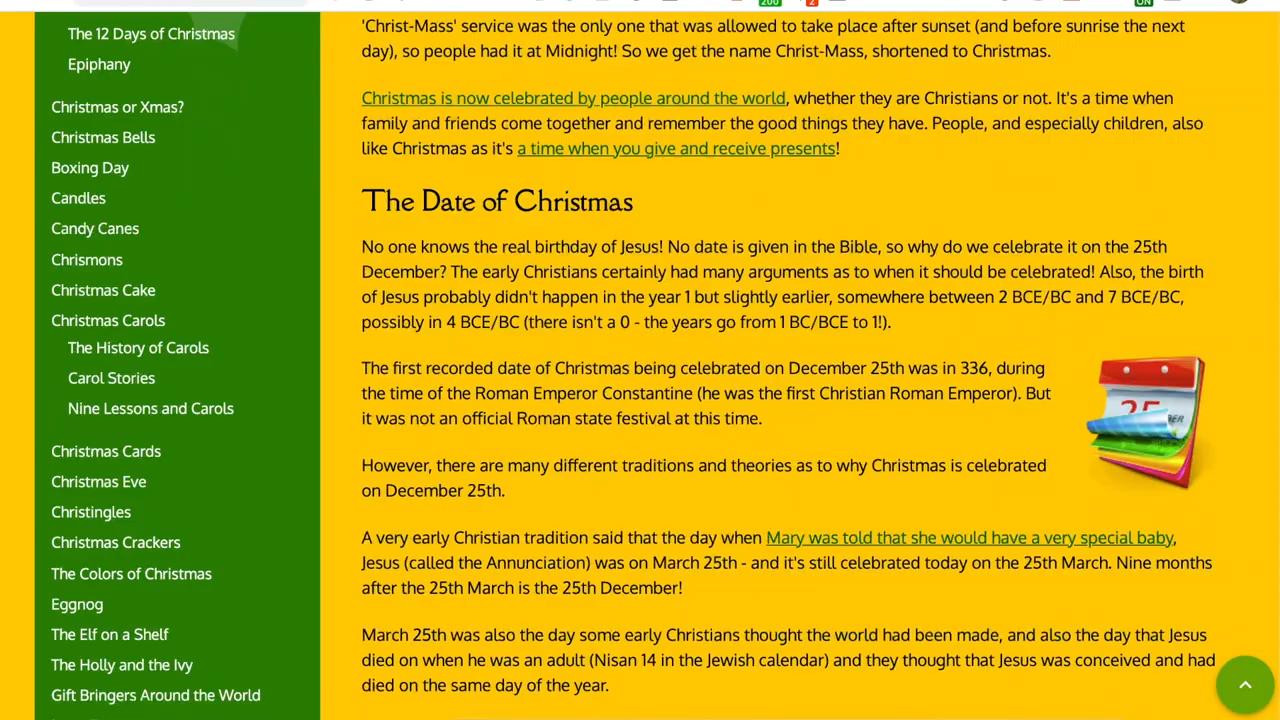 200
2
ON
The 12 Days of Christmas
Epiphany
Christmas or Xmas?
Christmas Bells
Boxing Day
Candles
Candy Canes
Chrismons
Christmas Cake
Christmas Carols
The History of Carols
Carol Stories
Nine Lessons and Carols
Christmas Cards
Christmas Eve
Christingles
Christmas Crackers
The Colors of Christmas
Eggnog
The Elf on a Shelf
The Holly and the Ivy
Gift Bringers Around the World
'Christ-Mass' service was the only one that was allowed to take place after sunset (and before sunrise the next
day), so people had it at Midnight! So we get the name Christ-Mass, shortened to Christmas.
Christmas is now celebrated by people around the world, whether they are Christians or not. It's a time when
family and friends come together and remember the good things they have. People, and especially children, also
like Christmas as it's a time when you give and receive presents!
The Date of Christmas
No one knows the real birthday of Jesus! No date is given in the Bible, so why do we celebrate it on the 25th
December? The early Christians certainly had many arguments as to when it should be celebrated! Also, the birth
of Jesus probably didn't happen in the year 1 but slightly earlier, somewhere between 2 BCE/BC and 7 BCE/BC,
possibly in 4 BCE/BC (there isn't a 0 - the years go from 1 BC/BCE to 1!).
The first recorded date of Christmas being celebrated on December 25th was in 336, during
the time of the Roman Emperor Constantine (he was the first Christian Roman Emperor). But
it was not an official Roman state festival at this time.
25
However, there are many different traditions and theories as to why Christmas is celebrated
on December 25th.
A very early Christian tradition said that the day when Mary was told that she would have a very special baby,
Jesus (called the Annunciation) was on March 25th - and it's still celebrated today on the 25th March. Nine months
after the 25th March is the 25th December!
March 25th was also the day some early Christians thought the world had been made, and also the day that Jesus
died on when he was an adult (Nisan 14 in the Jewish calendar) and they thought that Jesus was conceived and had
died on the same day of the year.